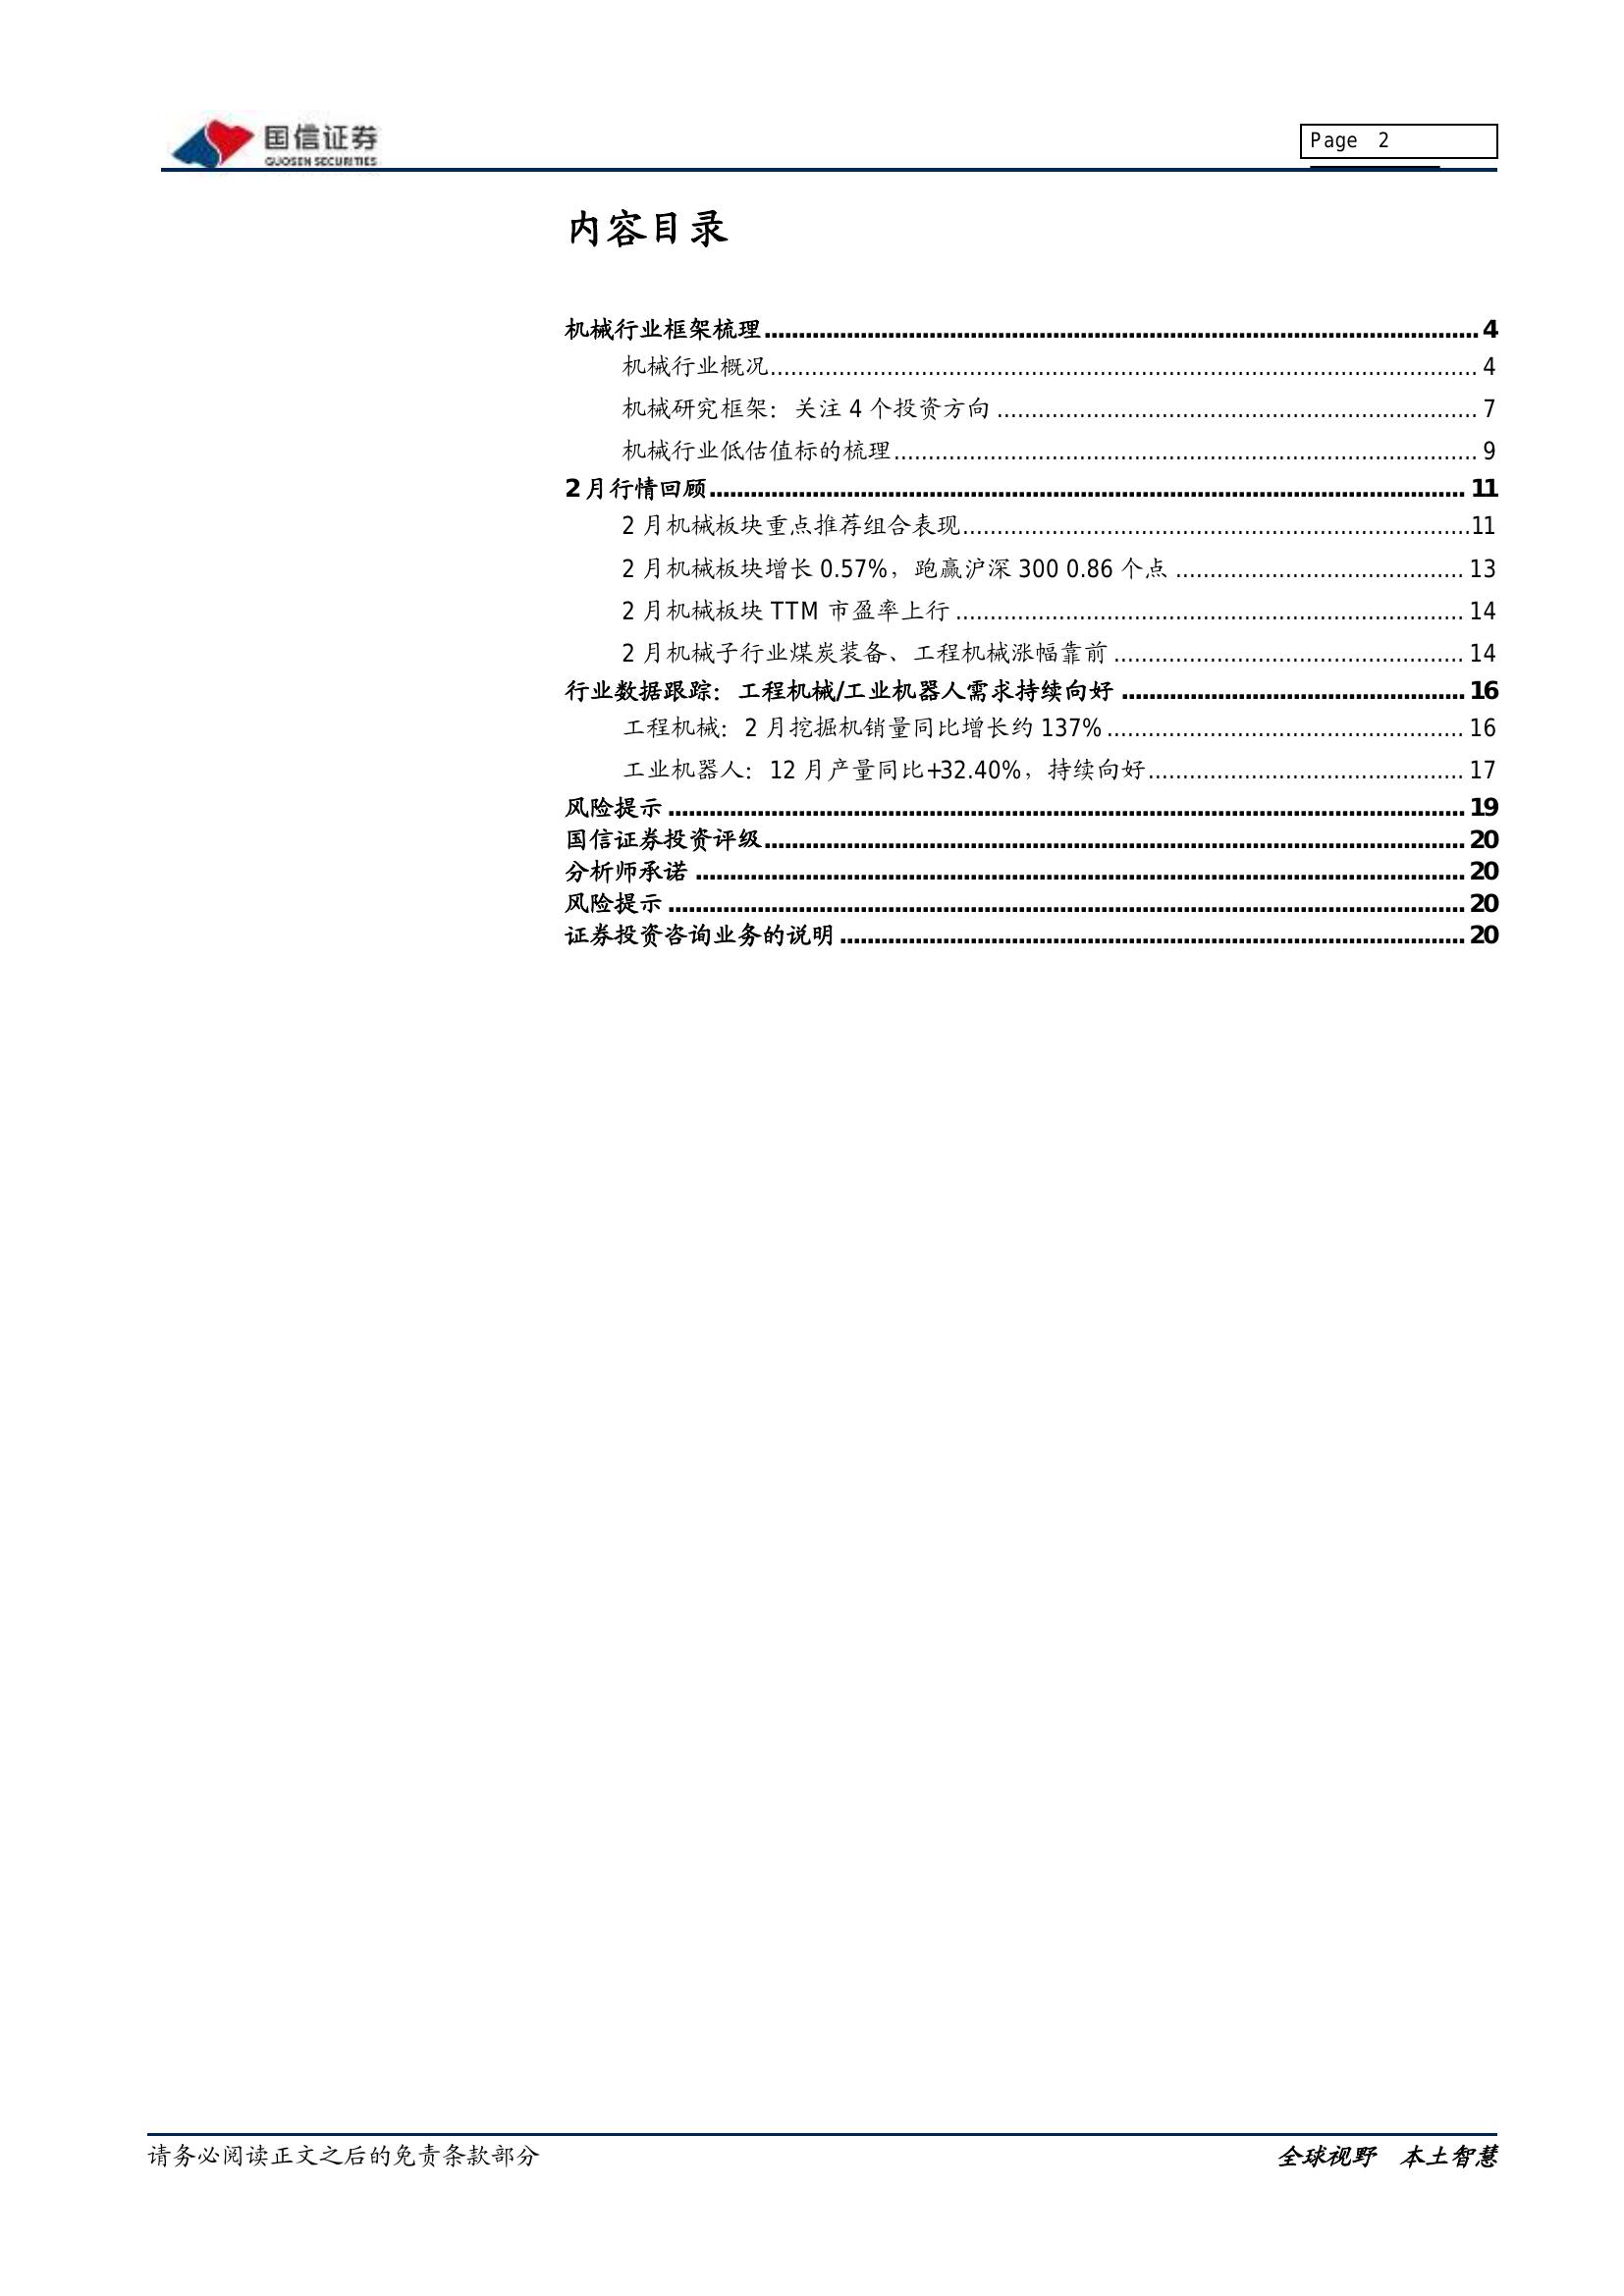 国信证券
GUOSEN SECURITIES
Page 2
内容目录
机械行业框架梳理........................................................................................................ 4
机械行业概况....................................................................................................... 4
机械研究框架：关注 4 个投资方向 ...................................................................... 7
机械行业低估值标的梳理..................................................................................... 9
2 月行情回顾.............................................................................................................. 11
2 月机械板块重点推荐组合表现..........................................................................11
2 月机械板块增长 0.57%，跑赢沪深 300 0.86 个点 .......................................... 13
2 月机械板块 TTM 市盈率上行 .......................................................................... 14
2 月机械子行业煤炭装备、工程机械涨幅靠前 ................................................... 14
行业数据跟踪：工程机械/工业机器人需求持续向好 .................................................. 16
工程机械：2 月挖掘机销量同比增长约 137% .................................................... 16
工业机器人：12 月产量同比+32.40%，持续向好.............................................. 17
风险提示 .................................................................................................................... 19
国信证券投资评级...................................................................................................... 20
分析师承诺 ................................................................................................................ 20
风险提示 .................................................................................................................... 20
证券投资咨询业务的说明 ........................................................................................... 20
请务必阅读正文之后的免责条款部分
全球视野 本土智慧